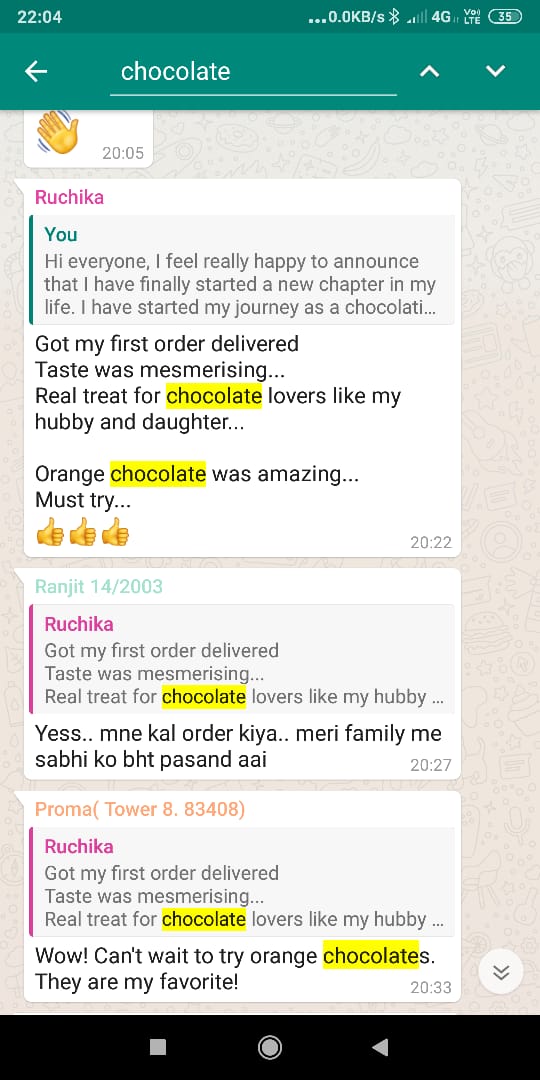 22:04
...0.0KB/s 4G Vo) LTE 35
chocolate
20:05
Ruchika
You
Hi everyone, I feel really happy to announce
that I have finally started a new chapter in my
life. I have started my journey as a chocolati...
Got my first order delivered
Taste was mesmerising...
Real treat for chocolate lovers like my
hubby and daughter...
Orange chocolate was amazing...
Must try...
20:22
Ranjit 14/2003
Ruchika
Got my first order delivered
Taste was mesmerising...
Real treat for chocolate lovers like my hubby ...
Yess.. mne kal order kiya.. meri family me
sabhi ko bht pasand aai
20:27
Proma( Tower 8. 83408)
Ruchika
Got my first order delivered
Taste was mesmerising...
Real treat for chocolate lovers like my hubby ...
Wow! Can't wait to try orange chocolates.
They are my favorite!
20:33